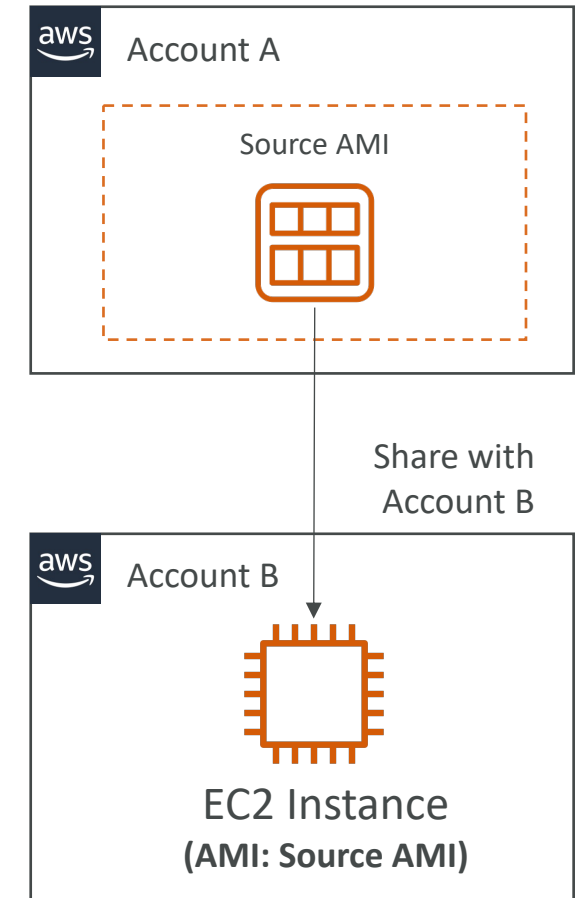 aws
Account A
Source AMI
Share with
Account B
aws
Account B
EC2 Instance
(AMI: Source AMI)